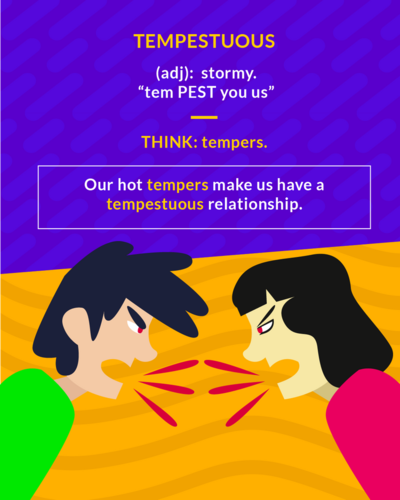 TEMPESTUOUS
(adj): stormy.
“tem PEST you us”
THINK: tempers.
Our hot tempers make us have a
tempestuous relationship.